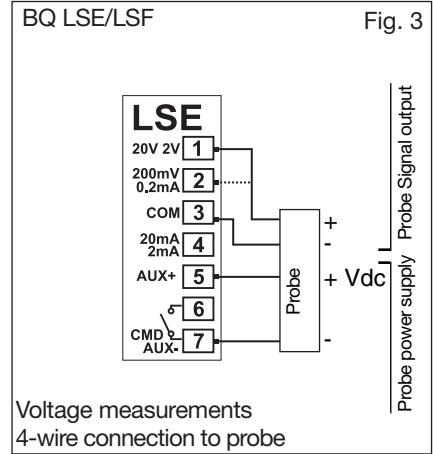 BQ LSE/LSF
Fig. 3
LSE
20V 2V 1
200mV
0.2mA 2
COM 3
20mA
2mA 4
AUX+ 5
6
CMD
AUX- 7
Probe
+
-
+ Vdc
-
Probe Signal output
Probe power supply
Voltage measurements
4-wire connection to probe